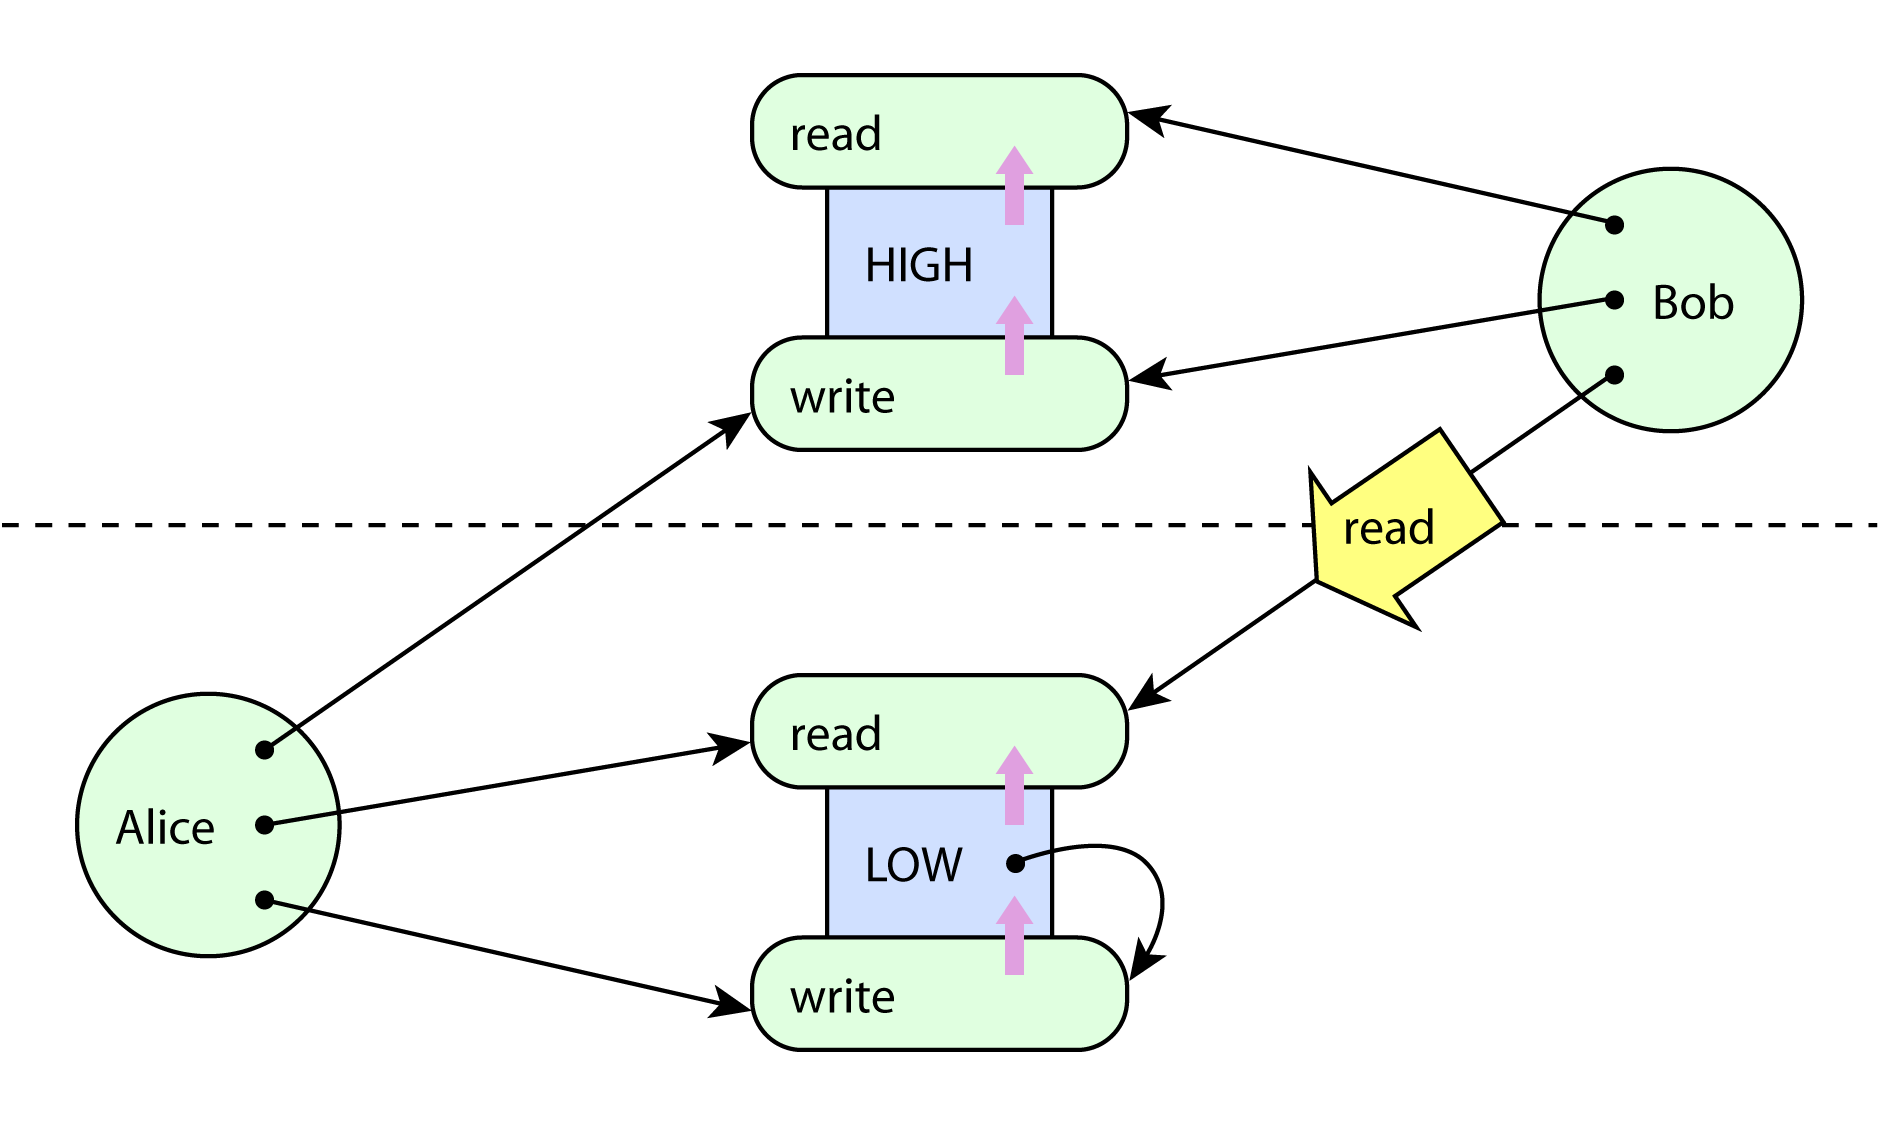 read
HIGH
write
Bob
read
read
Alice
LOW
write